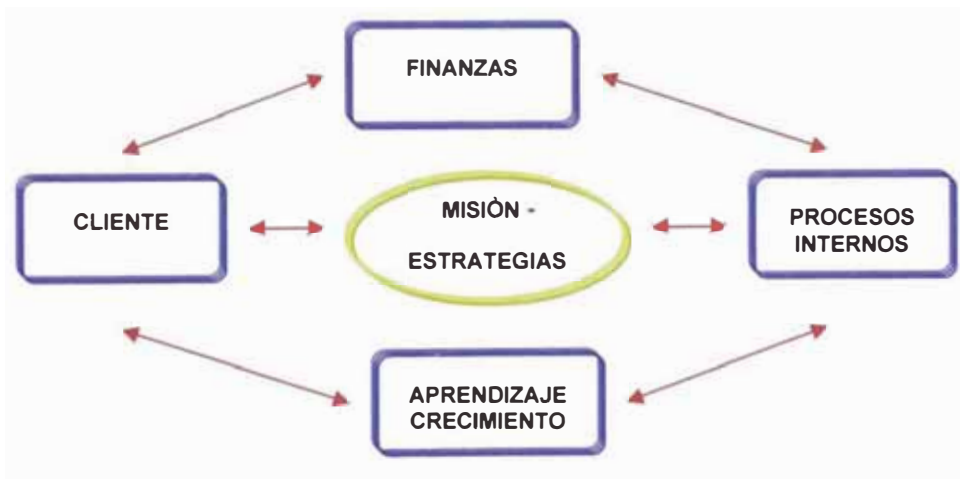 FINANZAS
CLIENTE
MISIÒN -
ESTRATEGIAS
PROCESOS
INTERNOS
APRENDIZAJE
CRECIMIENTO